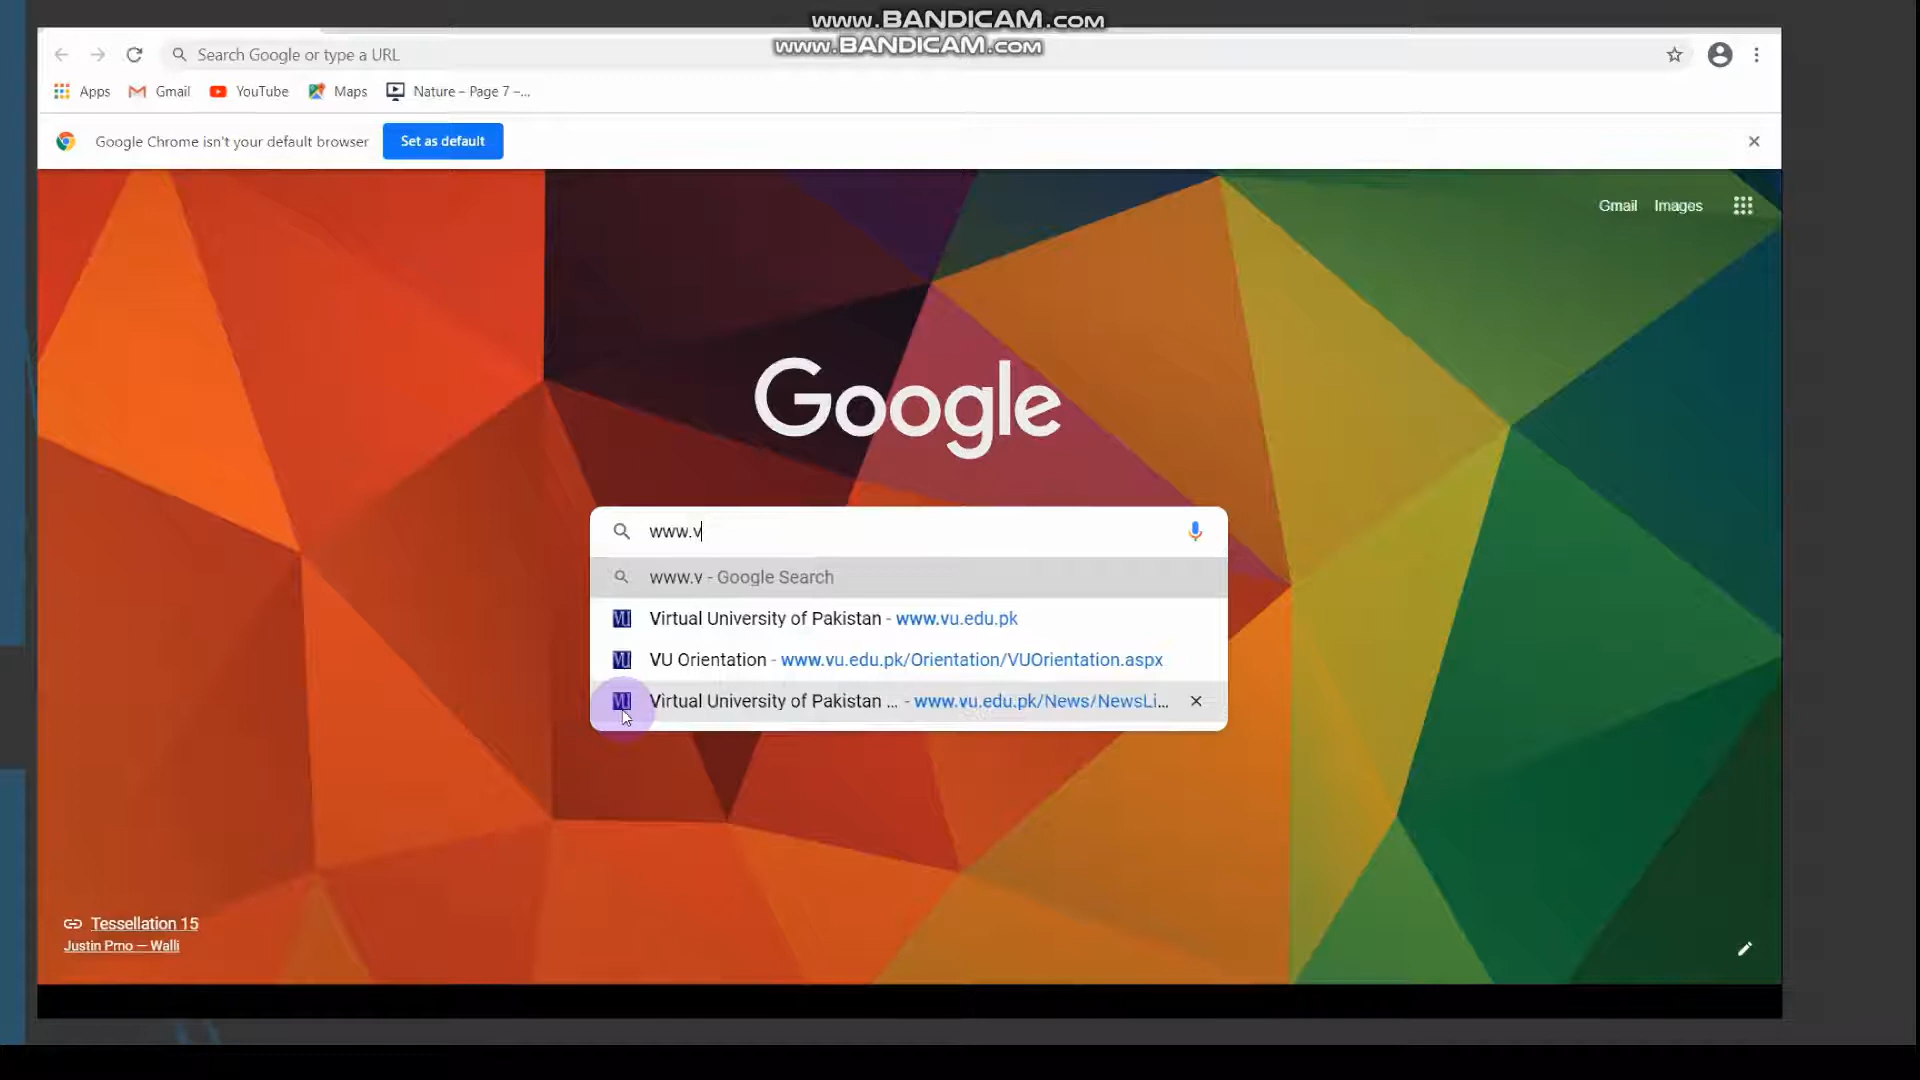 www.BANDICAM.com
www.BANDICAM.com
Search Google or type a URL
Apps Gmail YouTube Maps Nature – Page 7 –...
Google Chrome isn't your default browser Set as default
Gmail Images
Google
www.v
www.v - Google Search
VU Virtual University of Pakistan - www.vu.edu.pk
VU VU Orientation - www.vu.edu.pk/Orientation/VUOrientation.aspx
VU Virtual University of Pakistan ... - www.vu.edu.pk/News/NewsLi...
Tessellation 15
Justin Prno — Walli